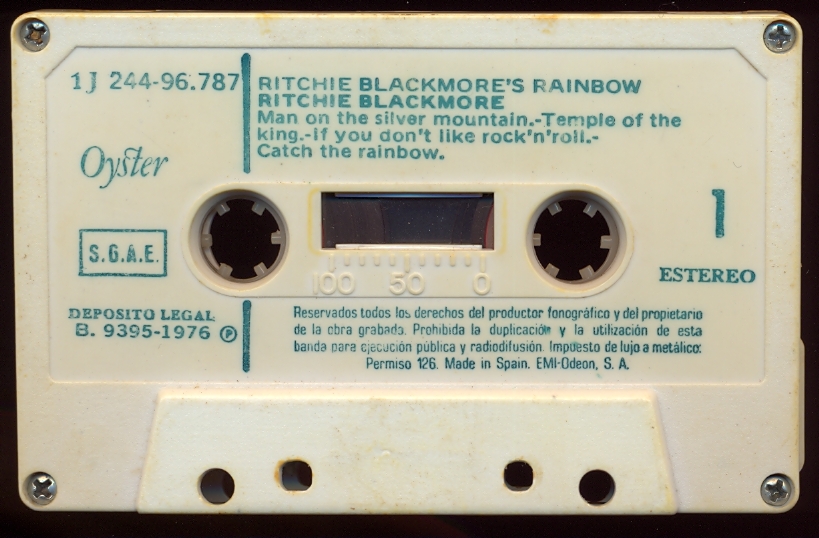 1J 244-96.787
RITCHIE BLACKMORE'S RAINBOW
RITCHIE BLACKMORE
Man on the silver mountain.-Temple of the
king.-if you don't like rock'n'roll.-
Catch the rainbow.
Oyster
1
S.G.A.E.
ESTEREO
100 50 0
DEPOSITO LEGAL
B. 9395-1976 Ⓟ
Reservados todos los derechos del productor fonográfico y del propietario
de la obra grabada. Prohibida la duplicación y la utilización de esta
banda para ejecución pública y radiodifusión. Impuesto de lujo a metálico:
Permiso 126. Made in Spain. EMI-Odeon, S. A.